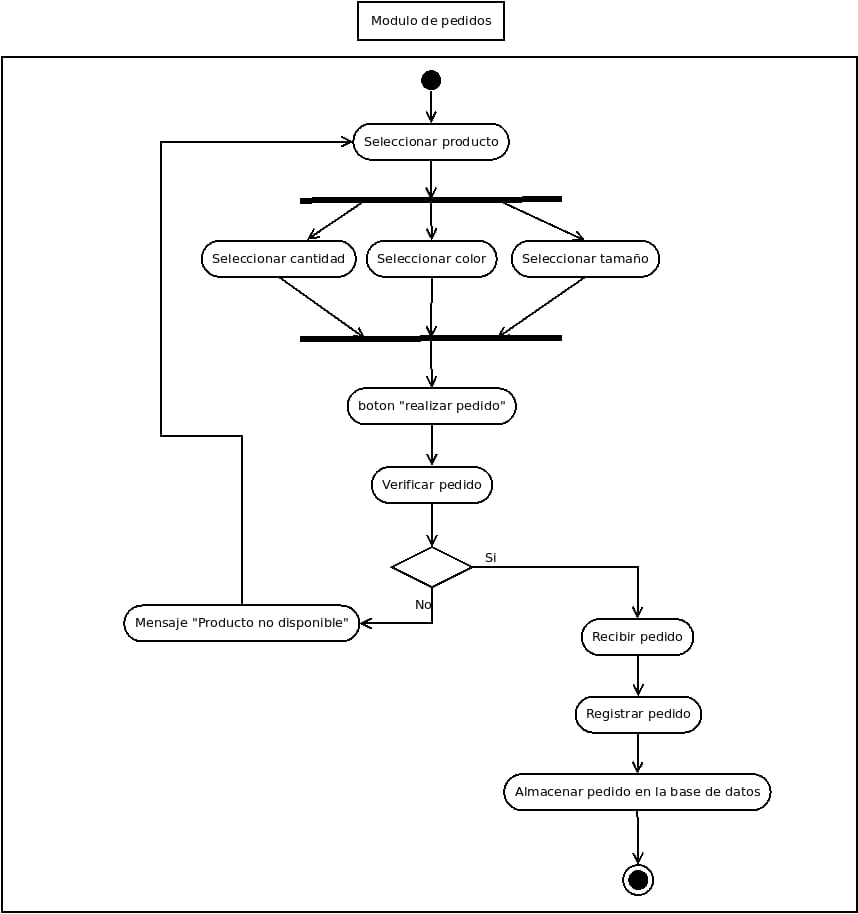 Modulo de pedidos
Seleccionar producto
Seleccionar cantidad
Seleccionar color
Seleccionar tamaño
boton "realizar pedido"
Verificar pedido
Si
No
Mensaje "Producto no disponible"
Recibir pedido
Registrar pedido
Almacenar pedido en la base de datos